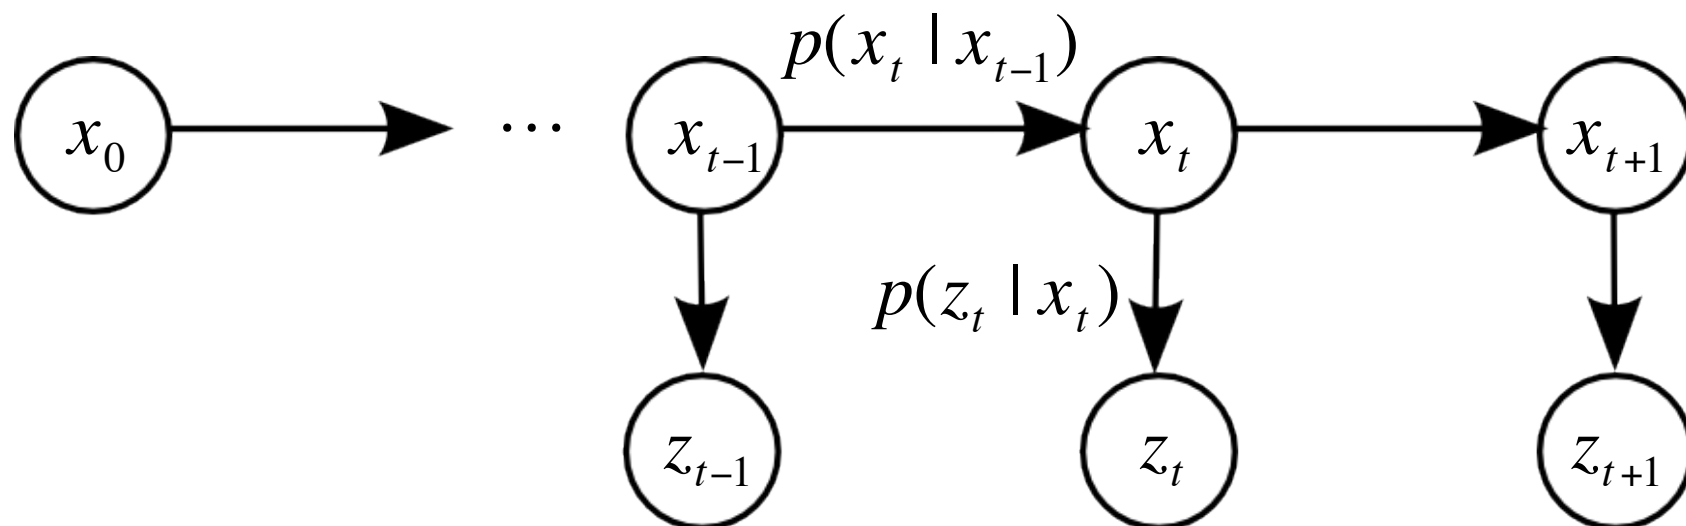 p(x_t | x_{t-1})
x_0 ... x_{t-1} x_t x_{t+1}
p(z_t | x_t)
z_{t-1} z_t z_{t+1}